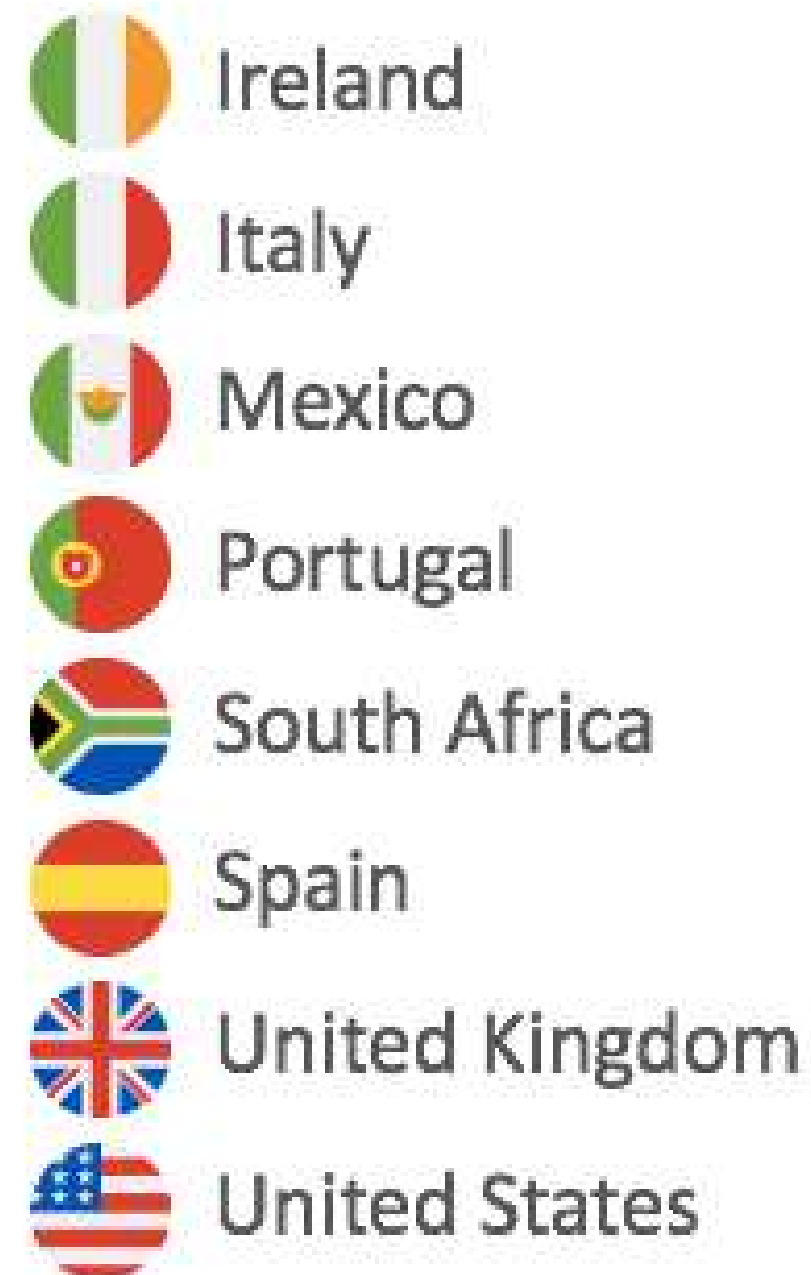 Ireland
Italy
Mexico
Portugal
South Africa
Spain
United Kingdom
United States